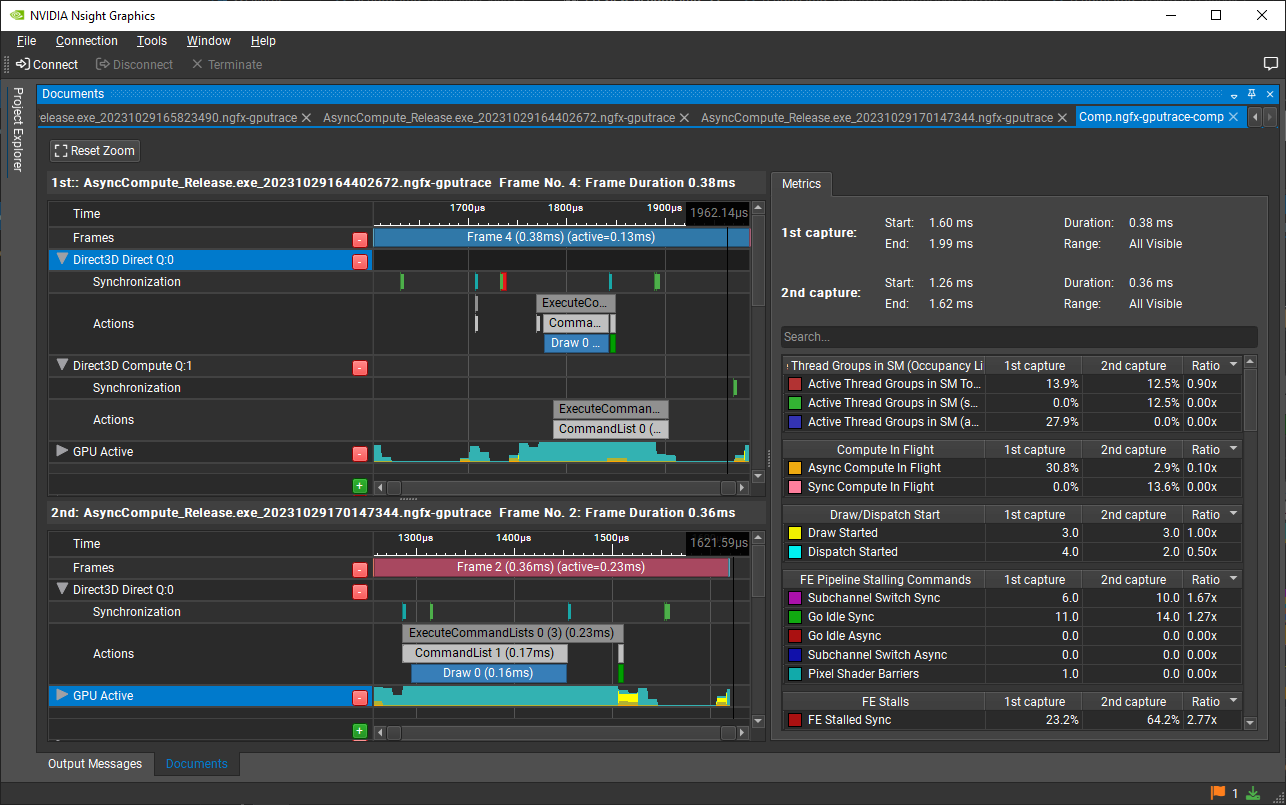 NVIDIA Nsight Graphics
File Connection Tools Window Help
Connect Disconnect Terminate
Project Explorer
Documents
elease.exe_20231029165823490.ngfx-gputrace AsyncCompute_Release.exe_20231029164402672.ngfx-gputrace AsyncCompute_Release.exe_20231029170147344.ngfx-gputrace Comp.ngfx-gputrace-comp
Reset Zoom
1st:: AsyncCompute_Release.exe_20231029164402672.ngfx-gputrace Frame No. 4: Frame Duration 0.38ms
Time 1700µs 1800µs 1900µs 1962.14µs
Frames - Frame 4 (0.38ms) (active=0.13ms)
Direct3D Direct Q:0 -
Synchronization
ExecuteCo...
Actions Comma...
Draw 0 ...
Direct3D Compute Q:1 -
Synchronization
ExecuteComman...
Actions
CommandList 0 (...
GPU Active -
+
2nd: AsyncCompute_Release.exe_20231029170147344.ngfx-gputrace Frame No. 2: Frame Duration 0.36ms
Time 1300µs 1400µs 1500µs 1621.59µs
Frames - Frame 2 (0.36ms) (active=0.23ms)
Direct3D Direct Q:0 -
Synchronization
ExecuteCommandLists 0 (3) (0.23ms)
Actions CommandList 1 (0.17ms)
Draw 0 (0.16ms)
GPU Active -
+
Metrics
1st capture: Start: 1.60 ms Duration: 0.38 ms
End: 1.99 ms Range: All Visible
2nd capture: Start: 1.26 ms Duration: 0.36 ms
End: 1.62 ms Range: All Visible
Search...
Thread Groups in SM (Occupancy Li 1st capture 2nd capture Ratio
Active Thread Groups in SM To... 13.9% 12.5% 0.90x
Active Thread Groups in SM (s... 0.0% 12.5% 0.00x
Active Thread Groups in SM (a... 27.9% 0.0% 0.00x
Compute In Flight 1st capture 2nd capture Ratio
Async Compute In Flight 30.8% 2.9% 0.10x
Sync Compute In Flight 0.0% 13.6% 0.00x
Draw/Dispatch Start 1st capture 2nd capture Ratio
Draw Started 3.0 3.0 1.00x
Dispatch Started 4.0 2.0 0.50x
FE Pipeline Stalling Commands 1st capture 2nd capture Ratio
Subchannel Switch Sync 6.0 10.0 1.67x
Go Idle Sync 11.0 14.0 1.27x
Go Idle Async 0.0 0.0 0.00x
Subchannel Switch Async 0.0 0.0 0.00x
Pixel Shader Barriers 1.0 0.0 0.00x
FE Stalls 1st capture 2nd capture Ratio
FE Stalled Sync 23.2% 64.2% 2.77x
Output Messages Documents
1